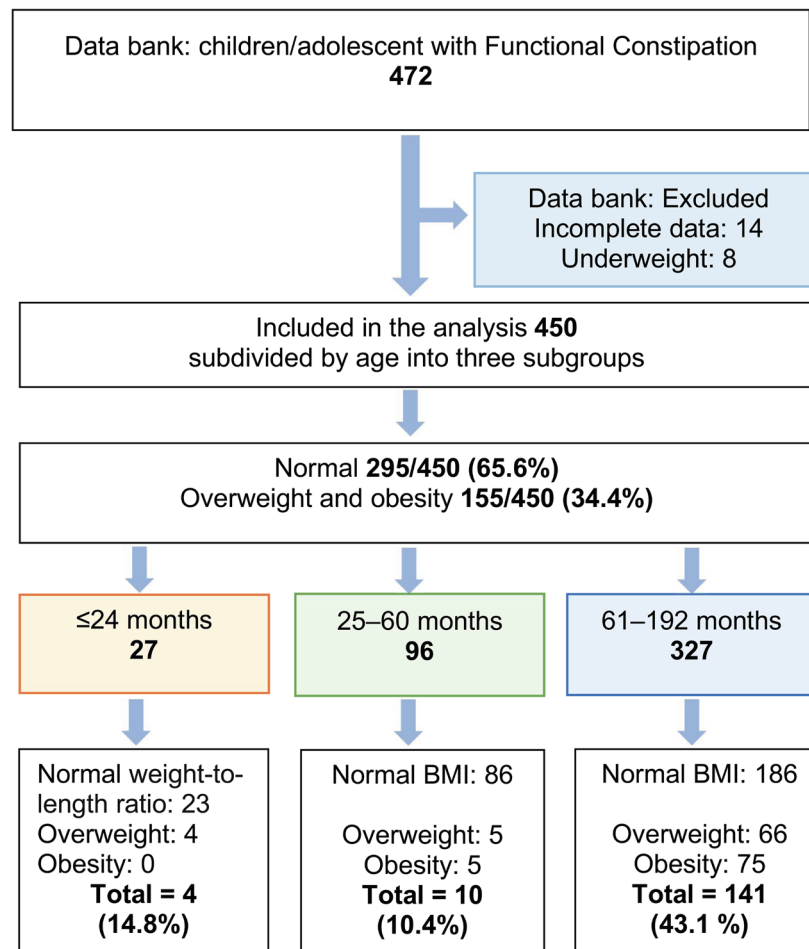 Data bank: children/adolescent with Functional Constipation
472
Data bank: Excluded
Incomplete data: 14
Underweight: 8
Included in the analysis 450
subdivided by age into three subgroups
Normal 295/450 (65.6%)
Overweight and obesity 155/450 (34.4%)
≤24 months
27
25–60 months
96
61–192 months
327
Normal weight-to-
length ratio: 23
Overweight: 4
Obesity: 0
Total = 4
(14.8%)
Normal BMI: 86
Overweight: 5
Obesity: 5
Total = 10
(10.4%)
Normal BMI: 186
Overweight: 66
Obesity: 75
Total = 141
(43.1 %)